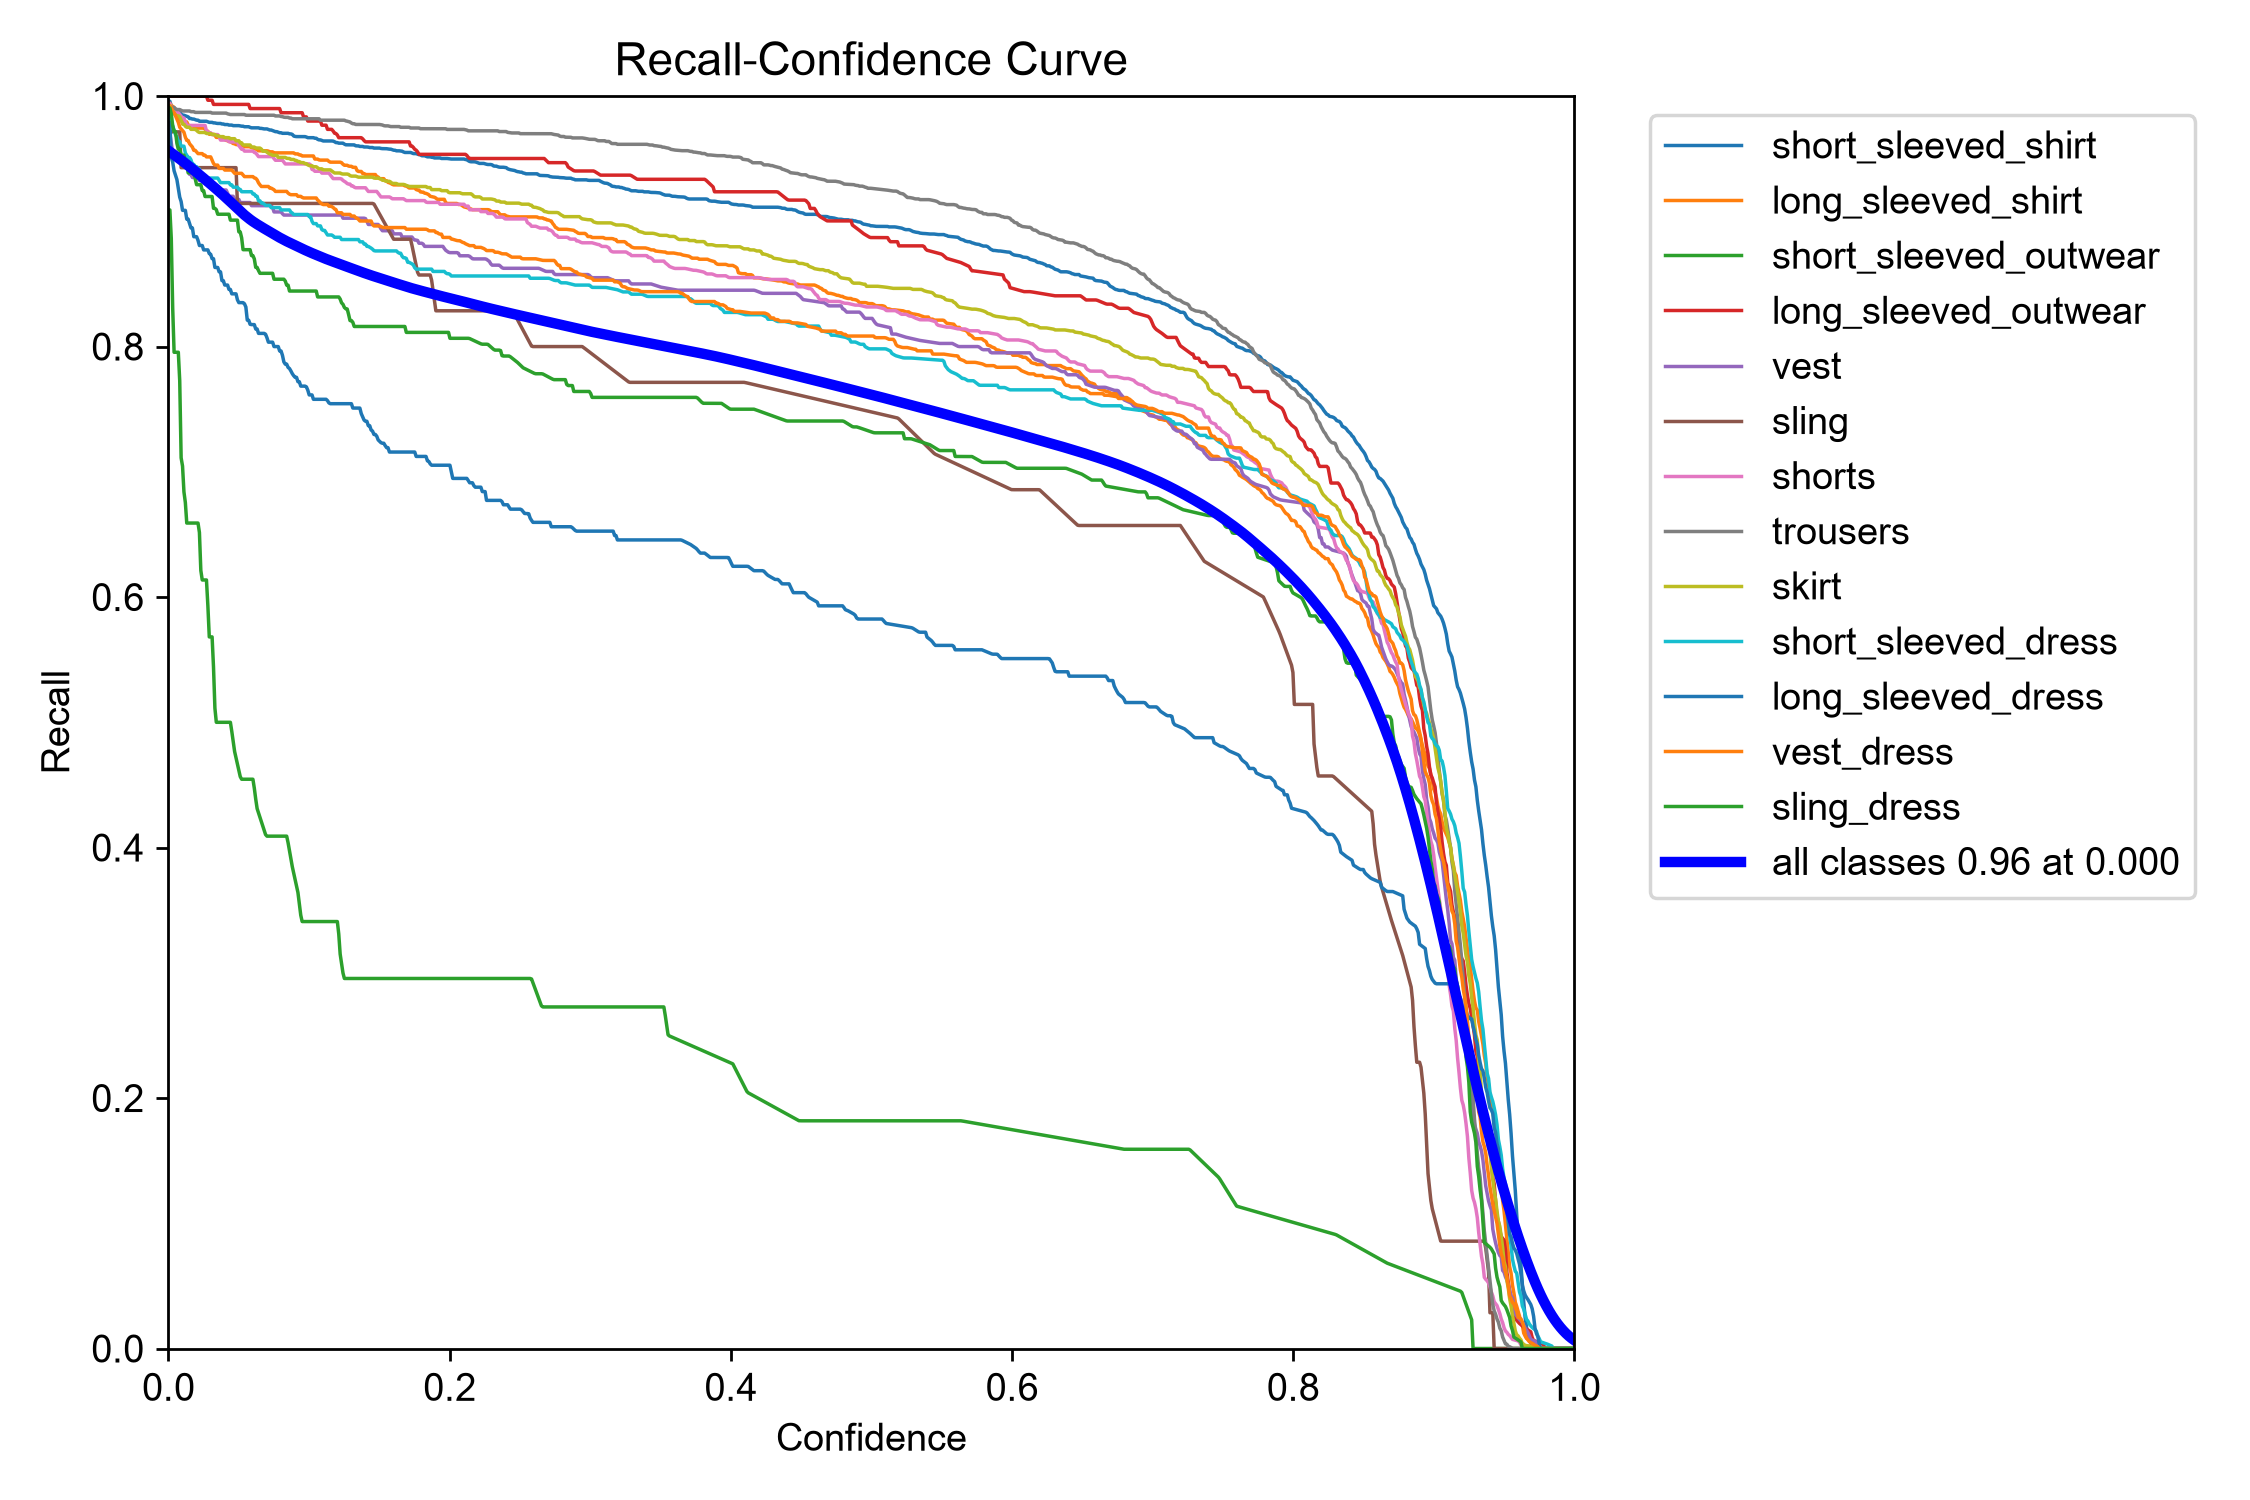 Recall-Confidence Curve
1.0
0.8
0.6
0.4
0.2
0.0
Recall
0.0 0.2 0.4 0.6 0.8 1.0
Confidence
short_sleeved_shirt
long_sleeved_shirt
short_sleeved_outwear
long_sleeved_outwear
vest
sling
shorts
trousers
skirt
short_sleeved_dress
long_sleeved_dress
vest_dress
sling_dress
all classes 0.96 at 0.000